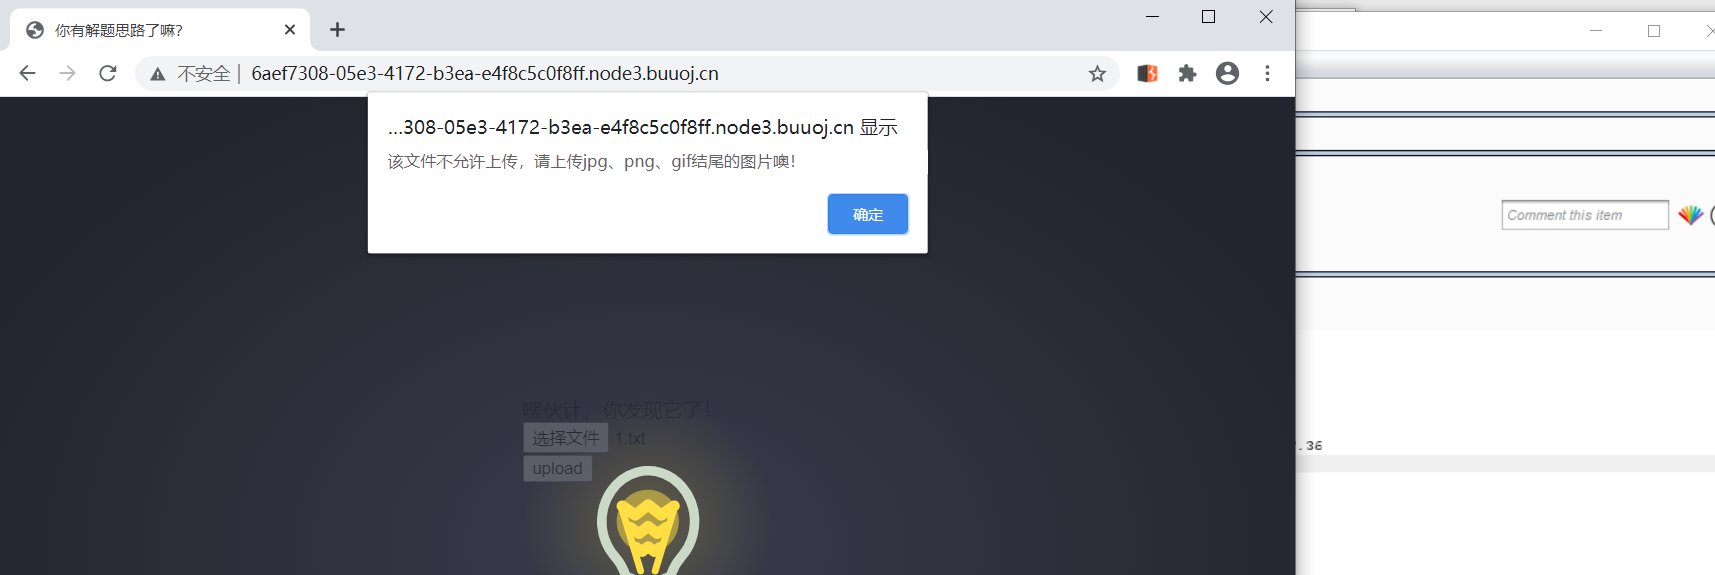 你有解题思路了嘛?
不安全 | 6aef7308-05e3-4172-b3ea-e4f8c5c0f8ff.node3.buuoj.cn
...308-05e3-4172-b3ea-e4f8c5c0f8ff.node3.buuoj.cn 显示
该文件不允许上传，请上传jpg、png、gif结尾的图片噢！
确定
Comment this item
嘿伙计，你发现它了！
选择文件 1.txt
upload
.36